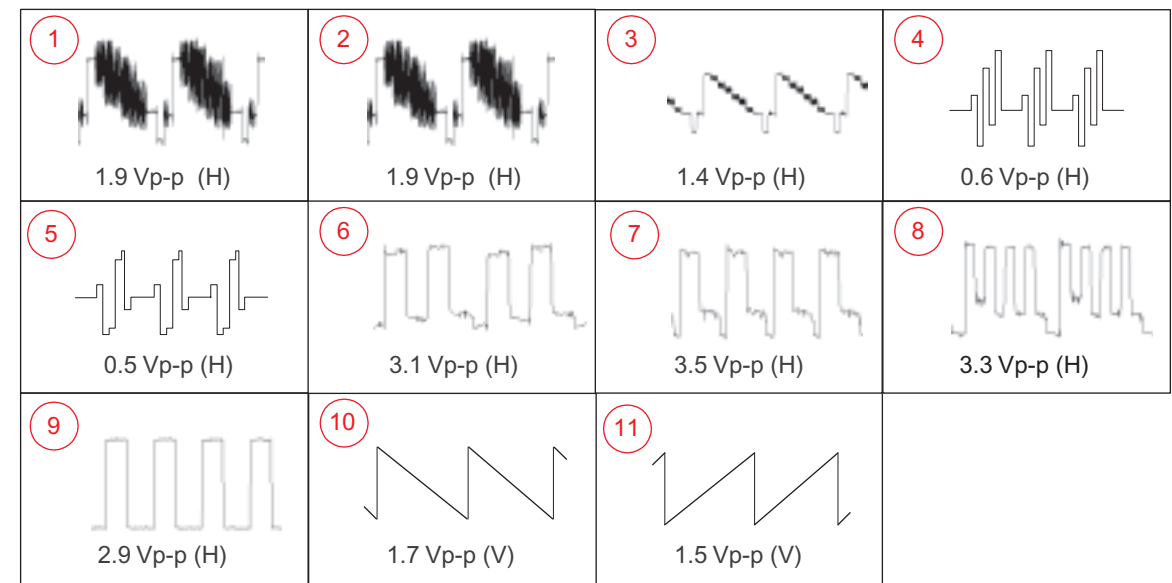 1
2
3
4
1.9 Vp-p (H)
1.9 Vp-p (H)
1.4 Vp-p (H)
0.6 Vp-p (H)
5
6
7
8
0.5 Vp-p (H)
3.1 Vp-p (H)
3.5 Vp-p (H)
3.3 Vp-p (H)
9
10
11
2.9 Vp-p (H)
1.7 Vp-p (V)
1.5 Vp-p (V)